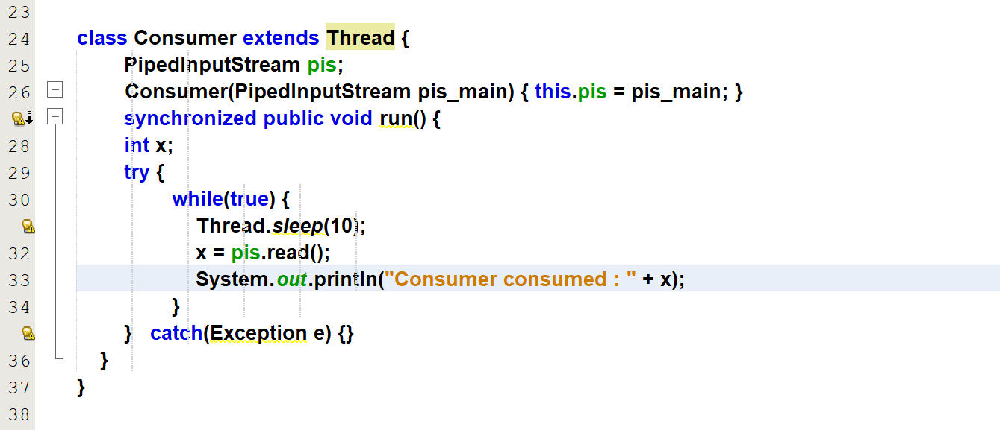 23
24 class Consumer extends Thread {
25 PipedInputStream pis;
26 Consumer(PipedInputStream pis_main) { this.pis = pis_main; }
synchronized public void run() {
28 int x;
29 try {
30 while(true) {
Thread.sleep(10);
32 x = pis.read();
33 System.out.println("Consumer consumed : " + x);
34 }
} catch(Exception e) {}
36 }
37 }
38